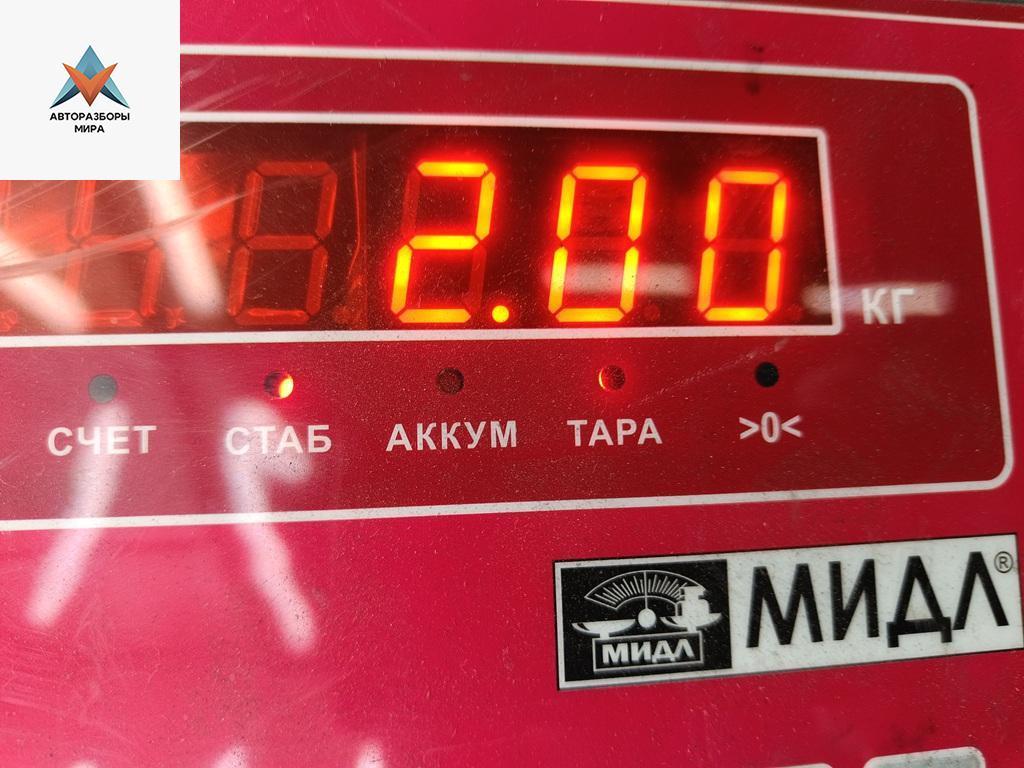 АВТОРАЗБОРЫ
МИРА
2.00
КГ
СЧЕТ СТАБ АККУМ ТАРА >0<
МИДЛ МИДЛ®